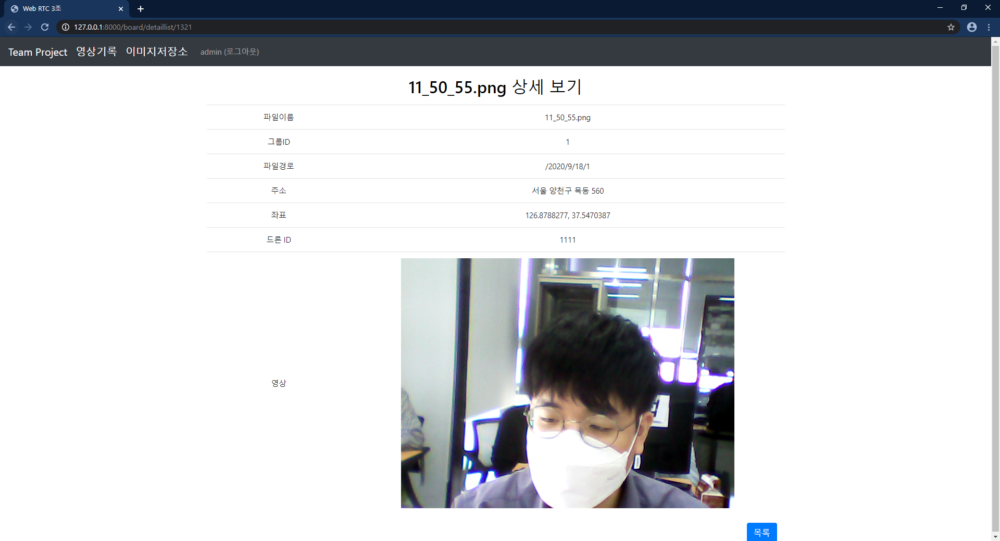 Web RTC 3조
127.0.0.1:8000/board/detaillist/1321
Team Project 영상기록 이미지저장소 admin (로그아웃)
11_50_55.png 상세 보기
파일이름 11_50_55.png
그룹ID 1
파일경로 /2020/9/18/1
주소 서울 양천구 목동 560
좌표 126.8788277, 37.5470387
드론 ID 1111
영상
목록